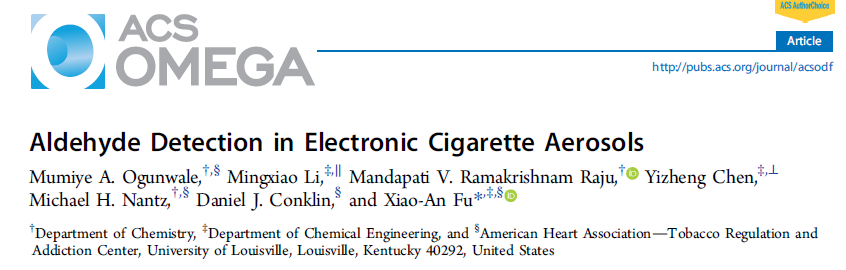 ACS AuthorChoice
ACS
OMEGA
Article
http://pubs.acs.org/journal/acsodf
Aldehyde Detection in Electronic Cigarette Aerosols
Mumiye A. Ogunwale,†,§ Mingxiao Li,‡,∥ Mandapati V. Ramakrishnam Raju,† Yizheng Chen,‡,⊥
Michael H. Nantz,†,§ Daniel J. Conklin,§ and Xiao-An Fu*,‡,§
†Department of Chemistry, ‡Department of Chemical Engineering, and §American Heart Association—Tobacco Regulation and
Addiction Center, University of Louisville, Louisville, Kentucky 40292, United States